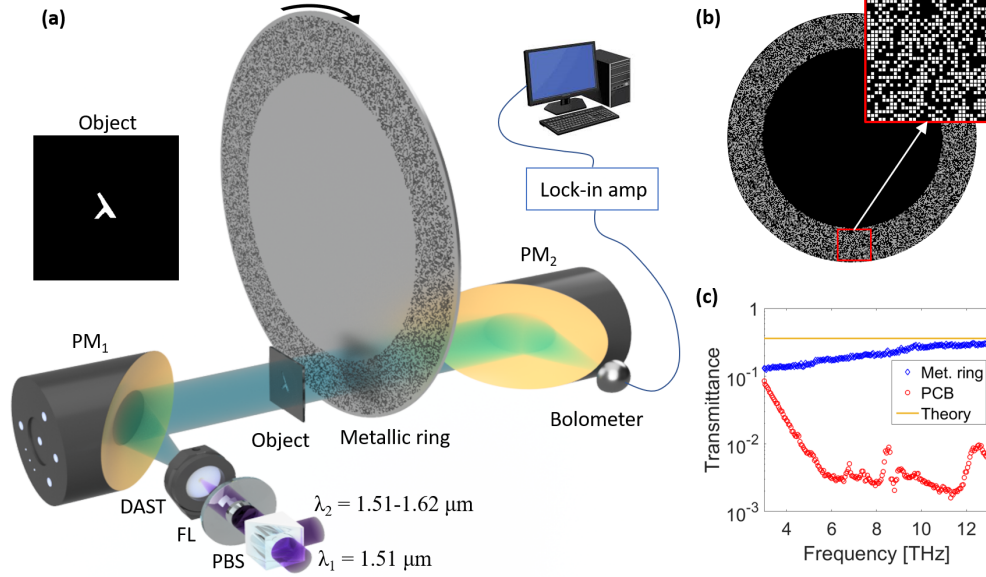 (a)
Object
Lock-in amp
PM₂
PM₁
Bolometer
Object
Metallic ring
DAST
FL
PBS
λ₂ = 1.51-1.62 μm
λ₁ = 1.51 μm
λ
(b)
(c)
1
10⁻¹
10⁻²
10⁻³
Transmittance
Met. ring
PCB
Theory
4
6
8
10
12
Frequency [THz]